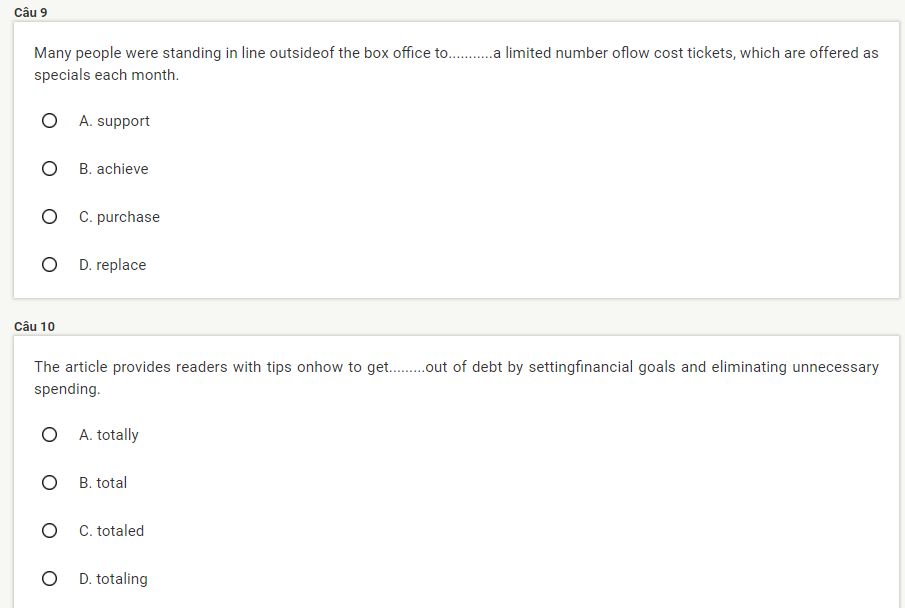 Câu 9
Many people were standing in line outsideof the box office to...........a limited number oflow cost tickets, which are offered as
specials each month.
A. support
B. achieve
C. purchase
D. replace
Câu 10
The article provides readers with tips onhow to get.........out of debt by settingfinancial goals and eliminating unnecessary
spending.
A. totally
B. total
C. totaled
D. totaling